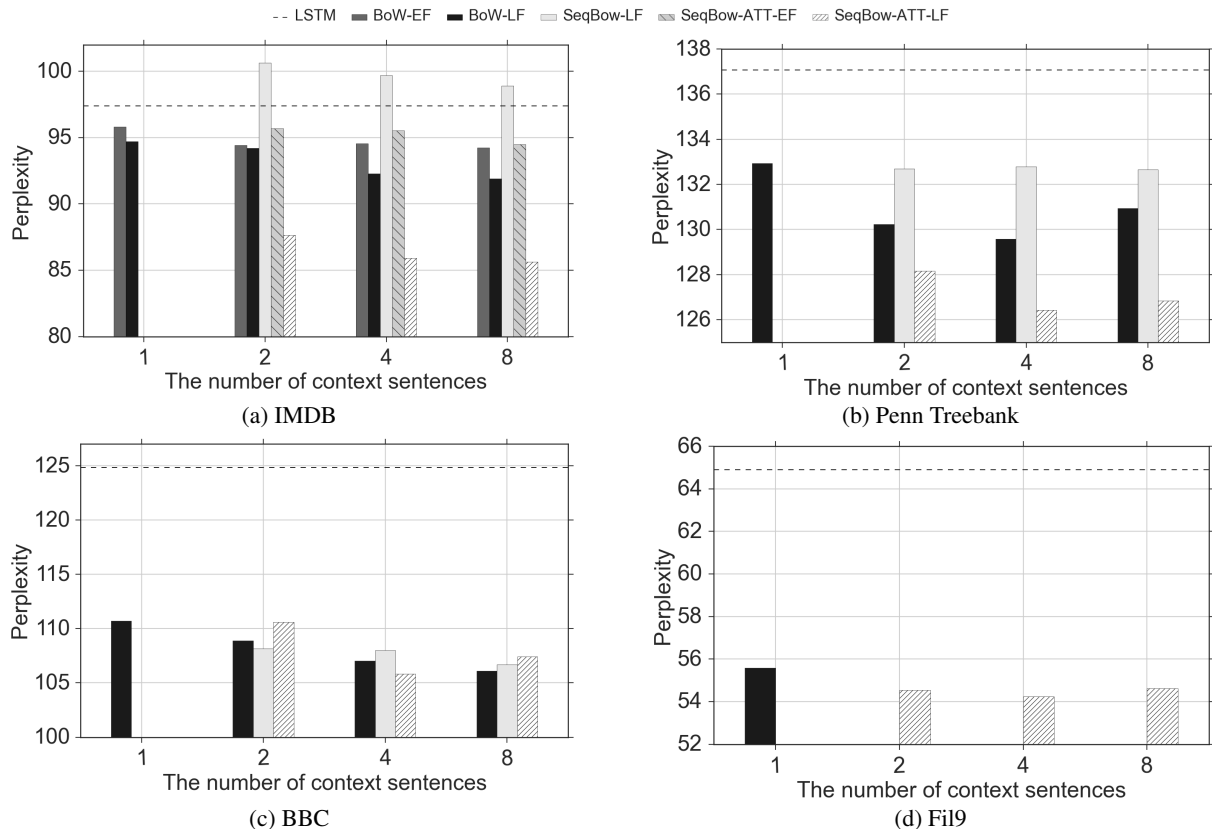 LSTM BoW-EF BoW-LF SeqBow-LF SeqBow-ATT-EF SeqBow-ATT-LF
100
95
90
85
80
Perplexity
1 2 4 8
The number of context sentences
(a) IMDB
138
136
134
132
130
128
126
Perplexity
1 2 4 8
The number of context sentences
(b) Penn Treebank
125
120
115
110
105
100
Perplexity
1 2 4 8
The number of context sentences
(c) BBC
66
64
62
60
58
56
54
52
Perplexity
1 2 4 8
The number of context sentences
(d) Fil9